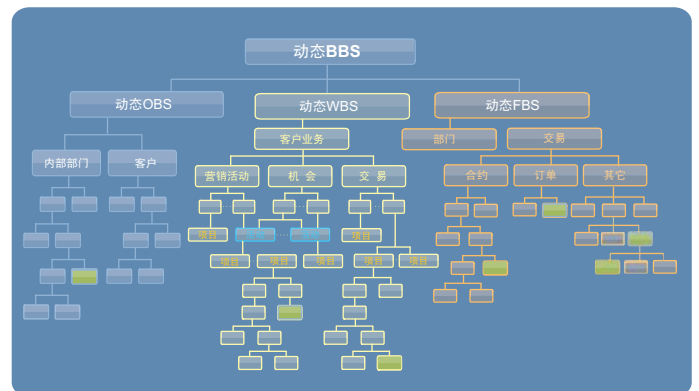 动态BBS
动态OBS
动态WBS
动态FBS
客户业务
部门
交易
内部部门
客户
营销活动
机 会
交 易
合约
订单
其它
项目
项目
项目
项目
项目
项目
项目